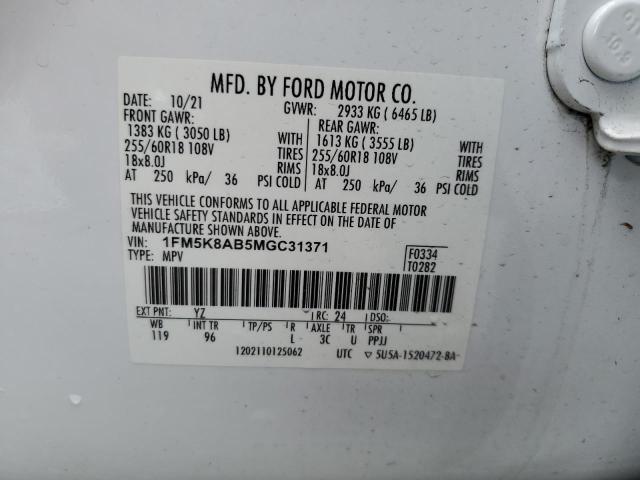 MFD. BY FORD MOTOR CO.
DATE: 10/21 GVWR: 2933 KG ( 6465 LB)
FRONT GAWR: REAR GAWR:
1383 KG ( 3050 LB) WITH 1613 KG ( 3555 LB) WITH
255/60R18 108V TIRES 255/60R18 108V TIRES
18x8.0J RIMS 18x8.0J RIMS
AT 250 kPa/ 36 PSI COLD AT 250 kPa/ 36 PSI COLD
THIS VEHICLE CONFORMS TO ALL APPLICABLE FEDERAL MOTOR
VEHICLE SAFETY STANDARDS IN EFFECT ON THE DATE OF
MANUFACTURE SHOWN ABOVE.
VIN: 1FM5K8AB5MGC31371
TYPE: MPV
F0334
T0282
EXT PNT: YZ RC: 24 DSO:
WB INT TR TP/PS R AXLE TR SPR
119 96 L 3C U PPJJ
1202110125062 UTC ▽ 5U5A-1520472-BA